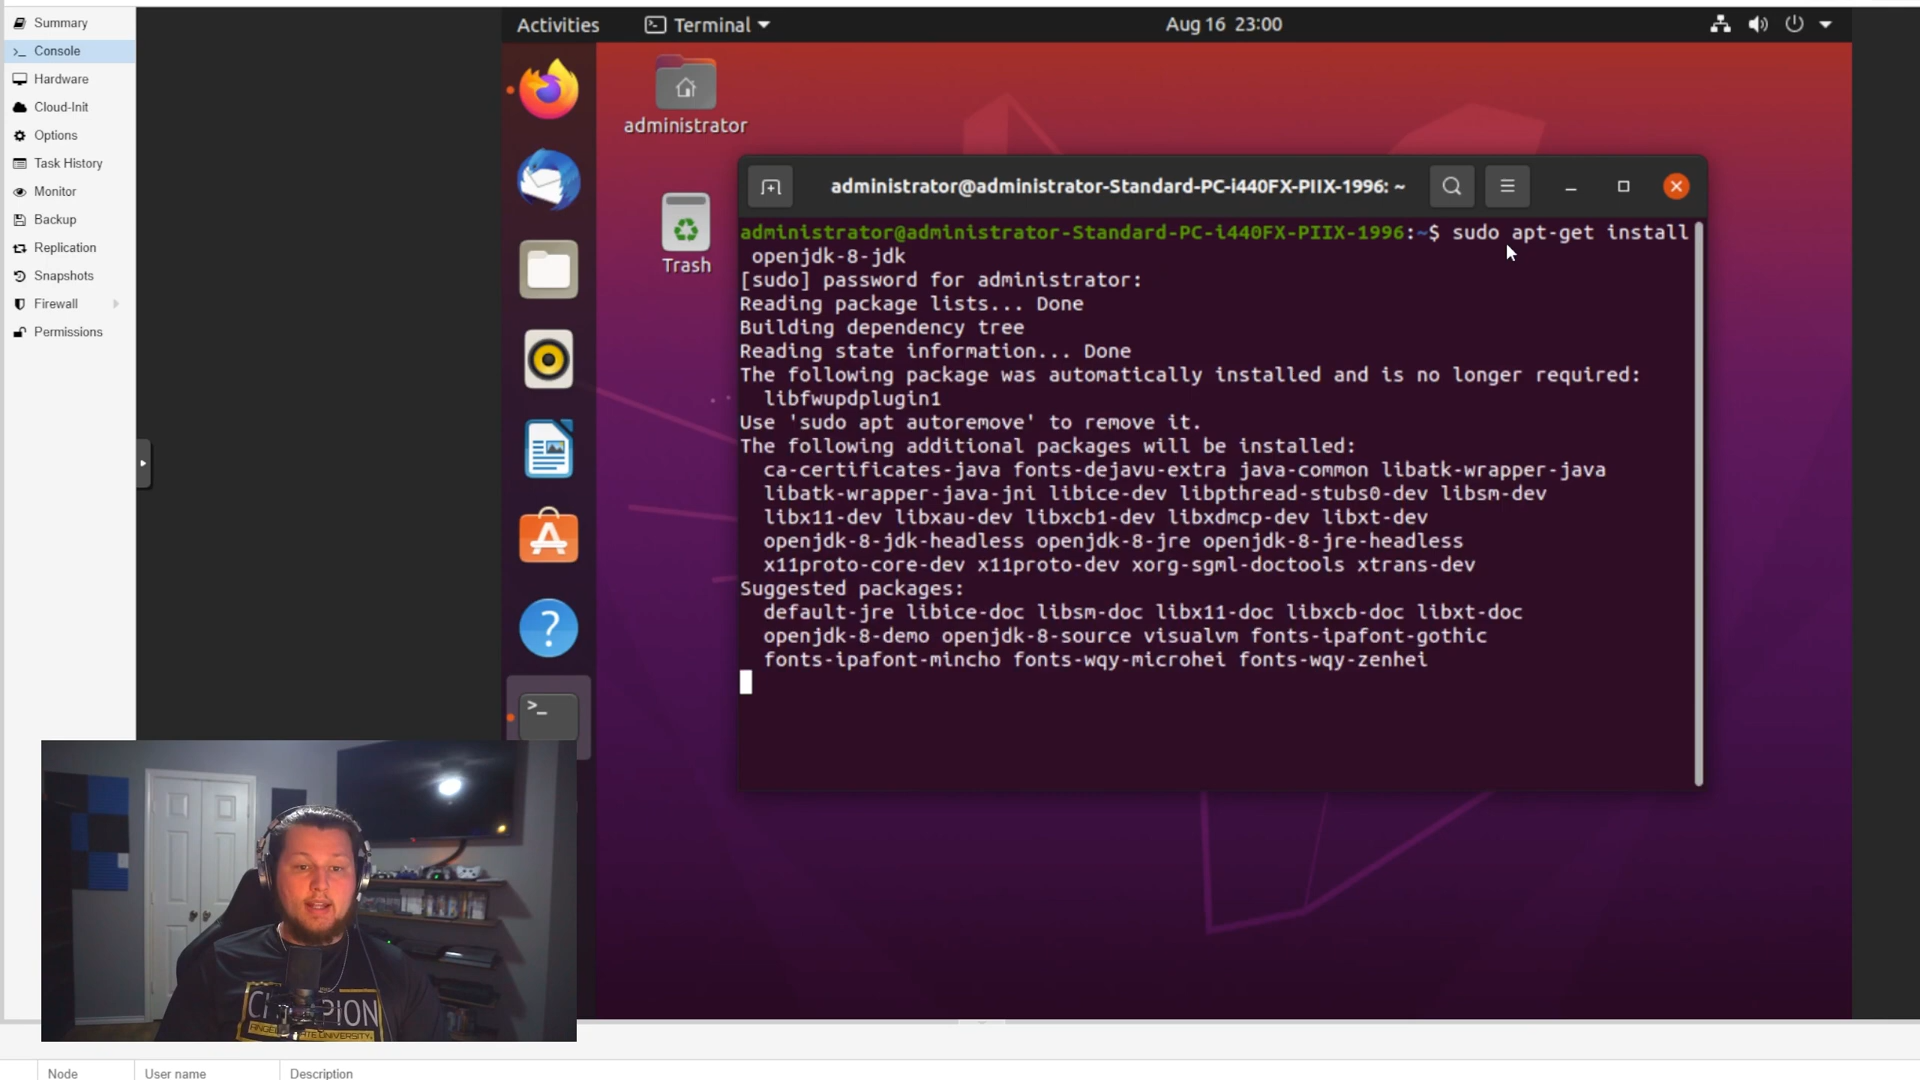 Summary
Console
Hardware
Cloud-Init
Options
Task History
Monitor
Backup
Replication
Snapshots
Firewall
Permissions
Activities
Terminal
Aug 16 23:00
administrator
Trash
administrator@administrator-Standard-PC-i440FX-PIIX-1996: ~
administrator@administrator-Standard-PC-i440FX-PIIX-1996:~$ sudo apt-get install
openjdk-8-jdk
[sudo] password for administrator:
Reading package lists... Done
Building dependency tree
Reading state information... Done
The following package was automatically installed and is no longer required:
libfwupdplugin1
Use 'sudo apt autoremove' to remove it.
The following additional packages will be installed:
ca-certificates-java fonts-dejavu-extra java-common libatk-wrapper-java
libatk-wrapper-java-jni libice-dev libpthread-stubs0-dev libsm-dev
libx11-dev libxau-dev libxcb1-dev libxdmcp-dev libxt-dev
openjdk-8-jdk-headless openjdk-8-jre openjdk-8-jre-headless
x11proto-core-dev x11proto-dev xorg-sgml-doctools xtrans-dev
Suggested packages:
default-jre libice-doc libsm-doc libx11-doc libxcb-doc libxt-doc
openjdk-8-demo openjdk-8-source visualvm fonts-ipafont-gothic
fonts-ipafont-mincho fonts-wqy-microhei fonts-wqy-zenhei
Node
User name
Description